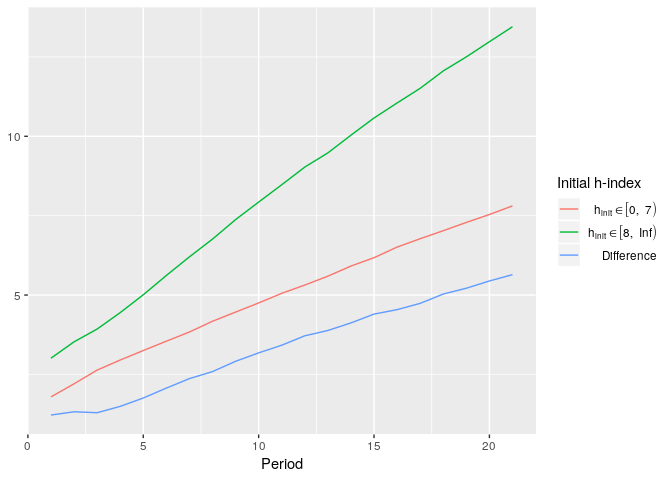 10
5
0 5 10 15 20
Period
Initial h-index
h_Init ∈ [0, 7)
h_Init ∈ [8, Inf)
Difference